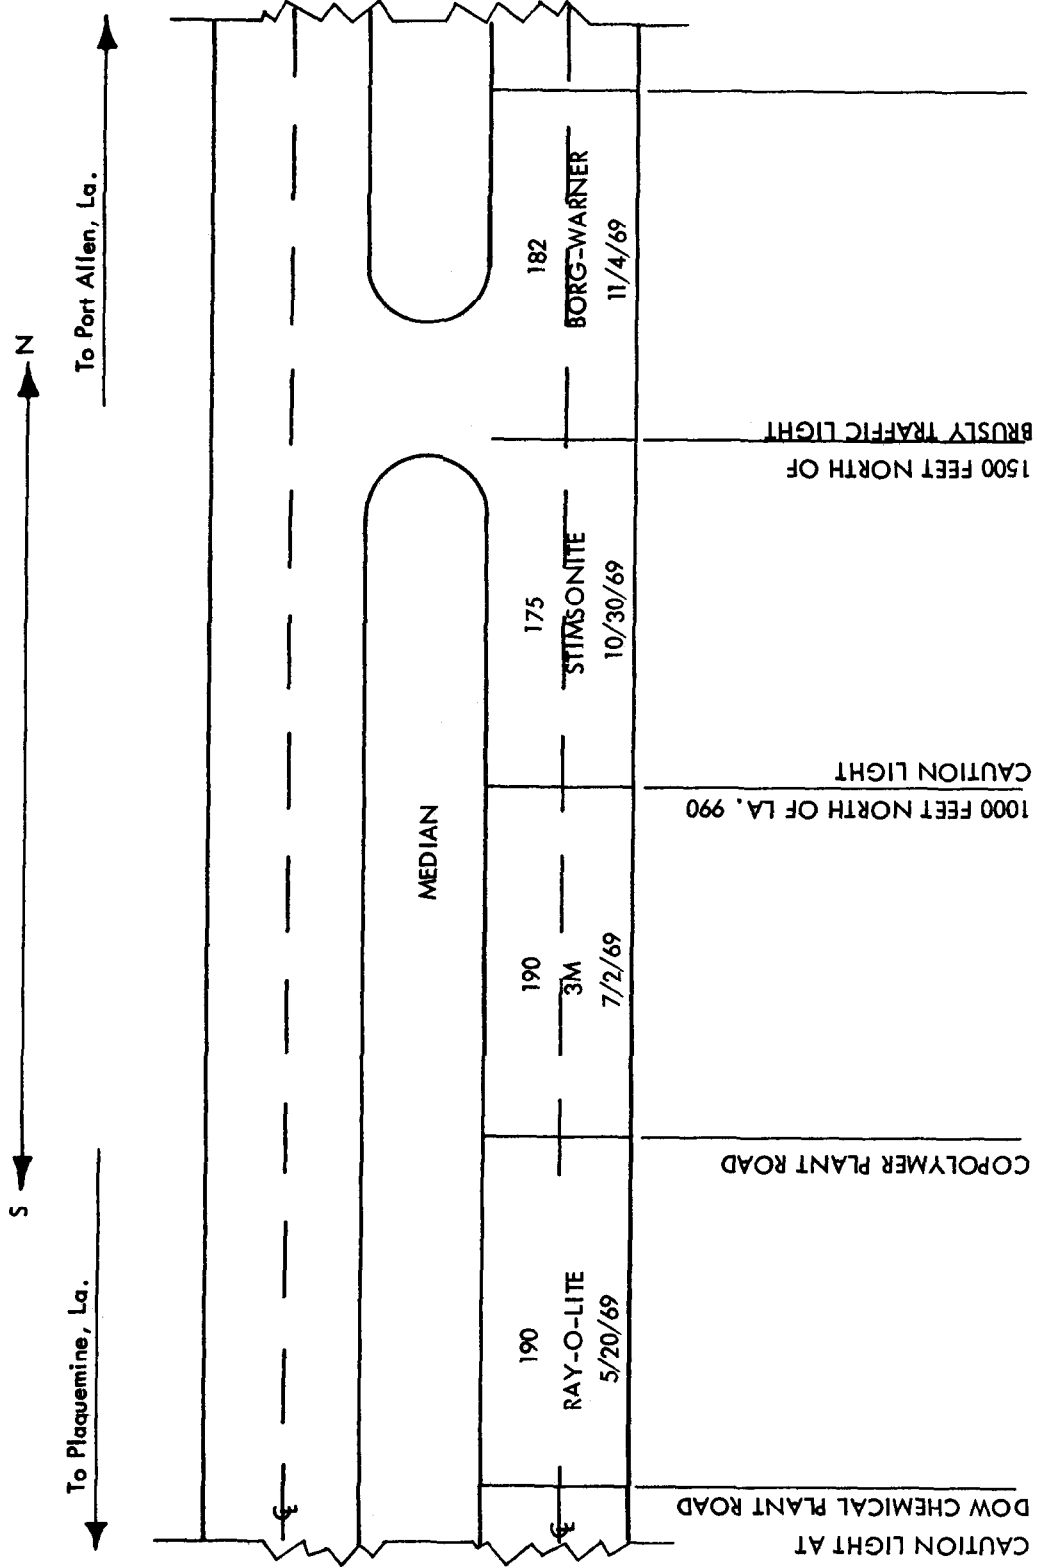 S
N
To Plaquemine, La.
To Port Allen, La.
℄
MEDIAN
℄
190
RAY-O-LITE
5/20/69
190
3M
7/2/69
175
STIMSONITE
10/30/69
182
BORG-WARNER
11/4/69
CAUTION LIGHT AT
DOW CHEMICAL PLANT ROAD
COPOLYMER PLANT ROAD
1000 FEET NORTH OF LA. 990
CAUTION LIGHT
1500 FEET NORTH OF
BRUSLY TRAFFIC LIGHT